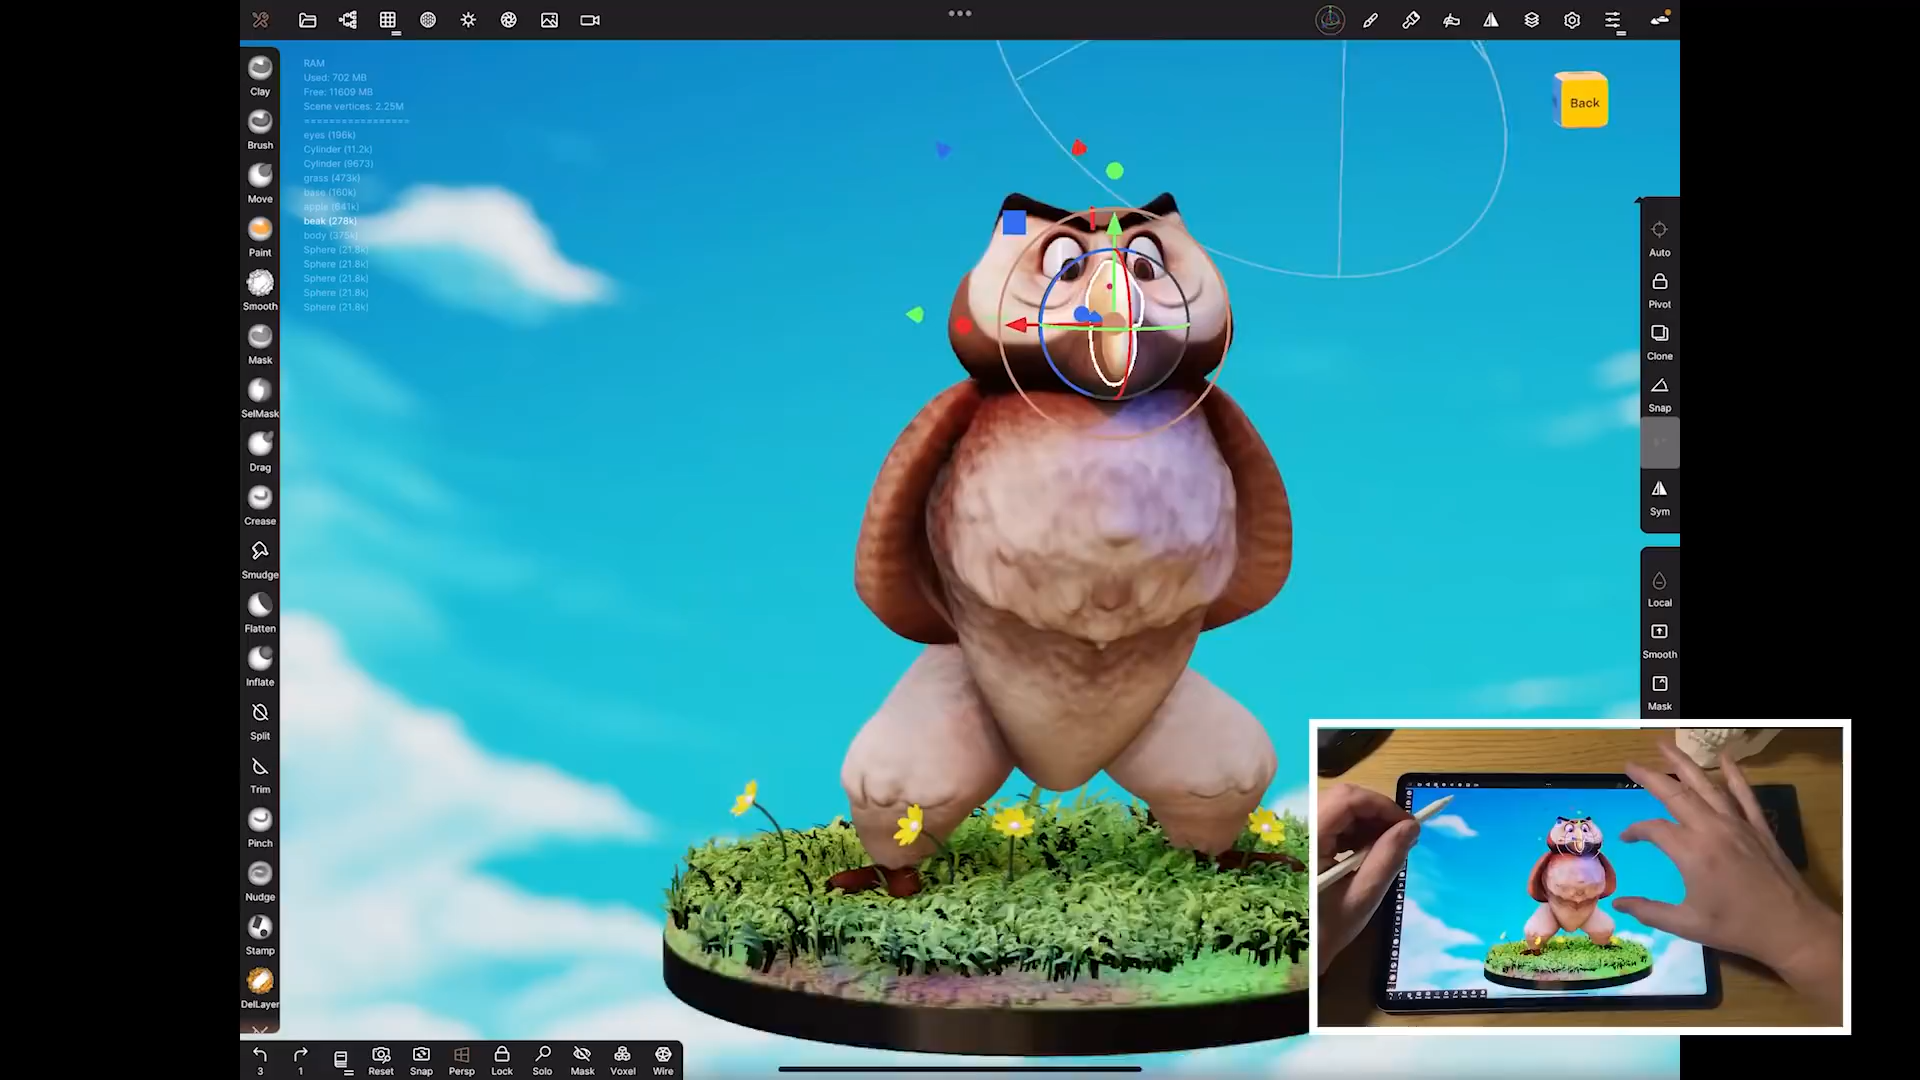 RAM
Used: 702 MB
Free: 11609 MB
Scene vertices: 2.25M
=================
eyes (196k)
Cylinder (11.2k)
Cylinder (9673)
grass (473k)
base (160k)
apple (641k)
beak (278k)
body (375k)
Sphere (21.8k)
Sphere (21.8k)
Sphere (21.8k)
Sphere (21.8k)
Sphere (21.8k)
Clay
Brush
Move
Paint
Smooth
Mask
SelMask
Drag
Crease
Smudge
Flatten
Inflate
Split
Trim
Pinch
Nudge
Stamp
DelLayer
Back
Auto
Pivot
Clone
Snap
Sym
Local
Smooth
Mask
3
1
Reset
Snap
Persp
Lock
Solo
Mask
Voxel
Wire